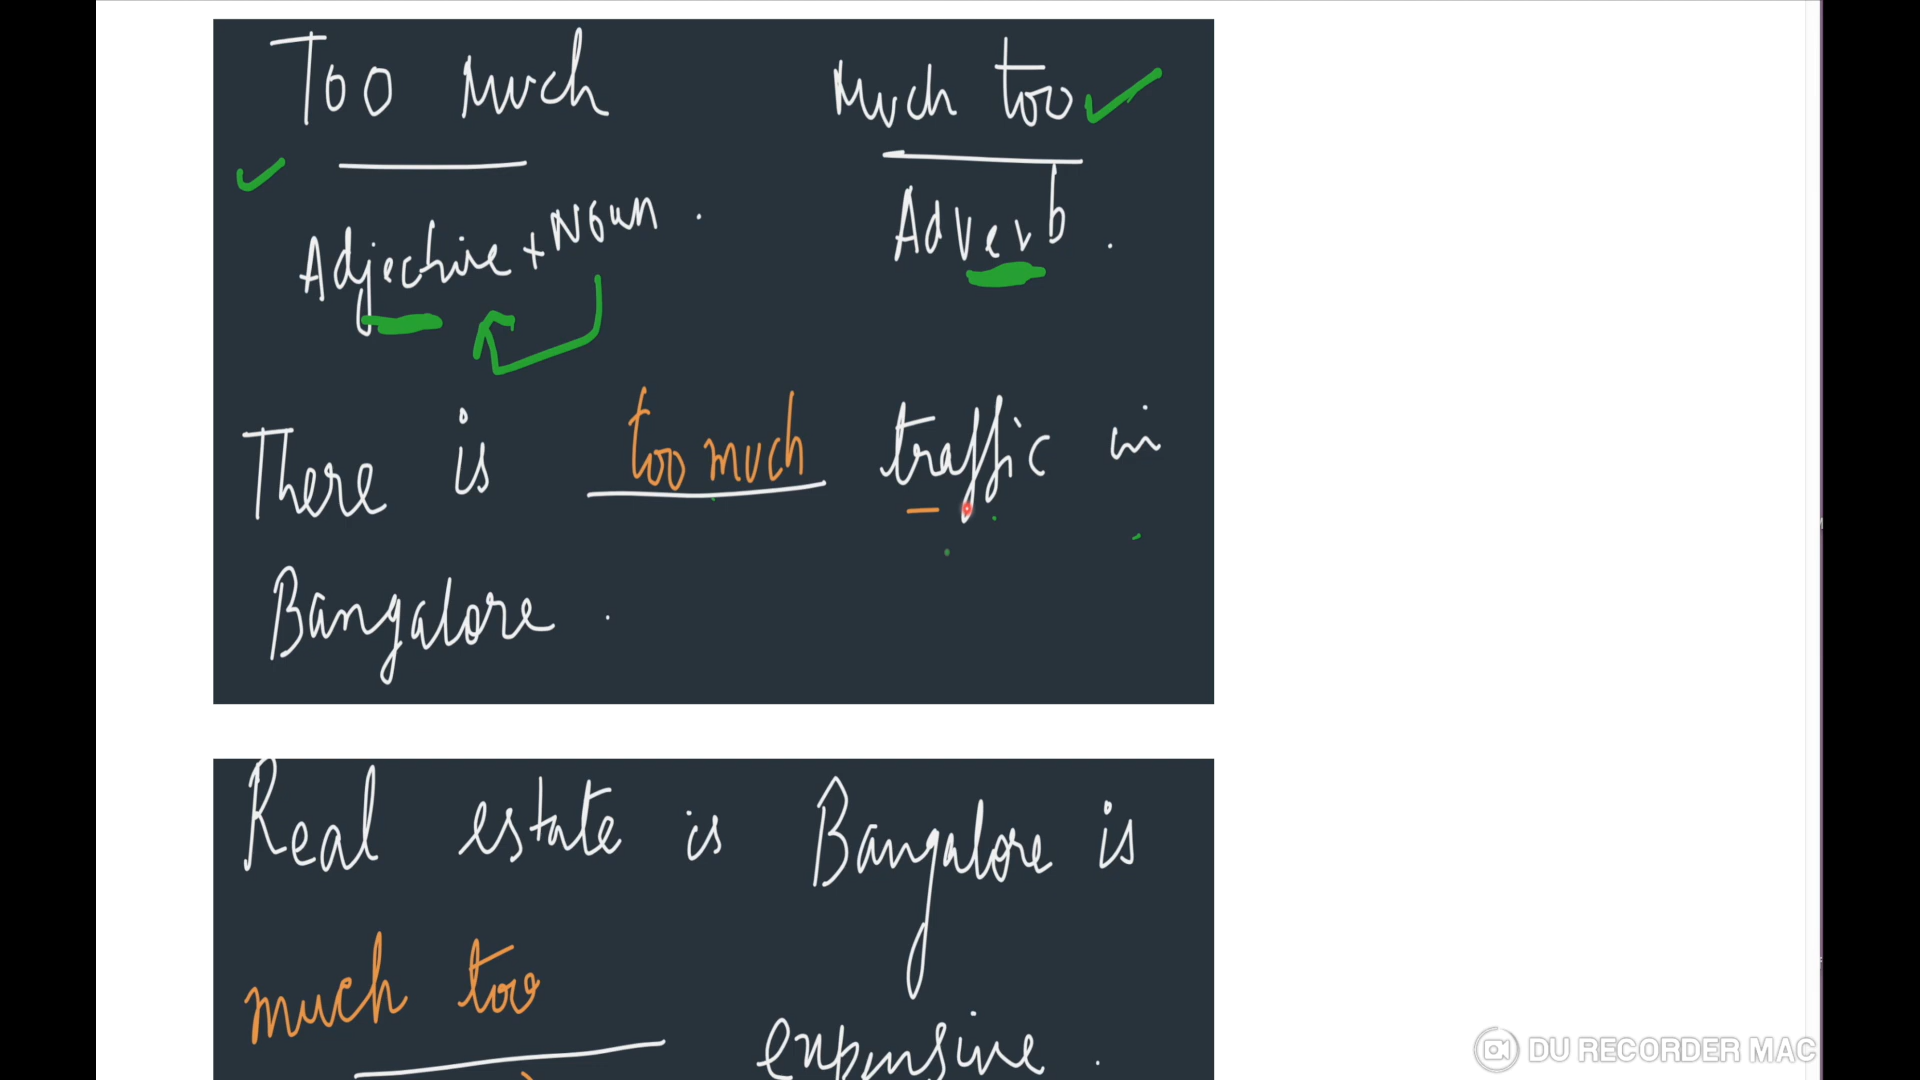 Too Much
Much too
Adjective + Noun.
Adverb.
There is too much traffic in
Bangalore.
Real estate is Bangalore is
much too expensive.
DU RECORDER MAC